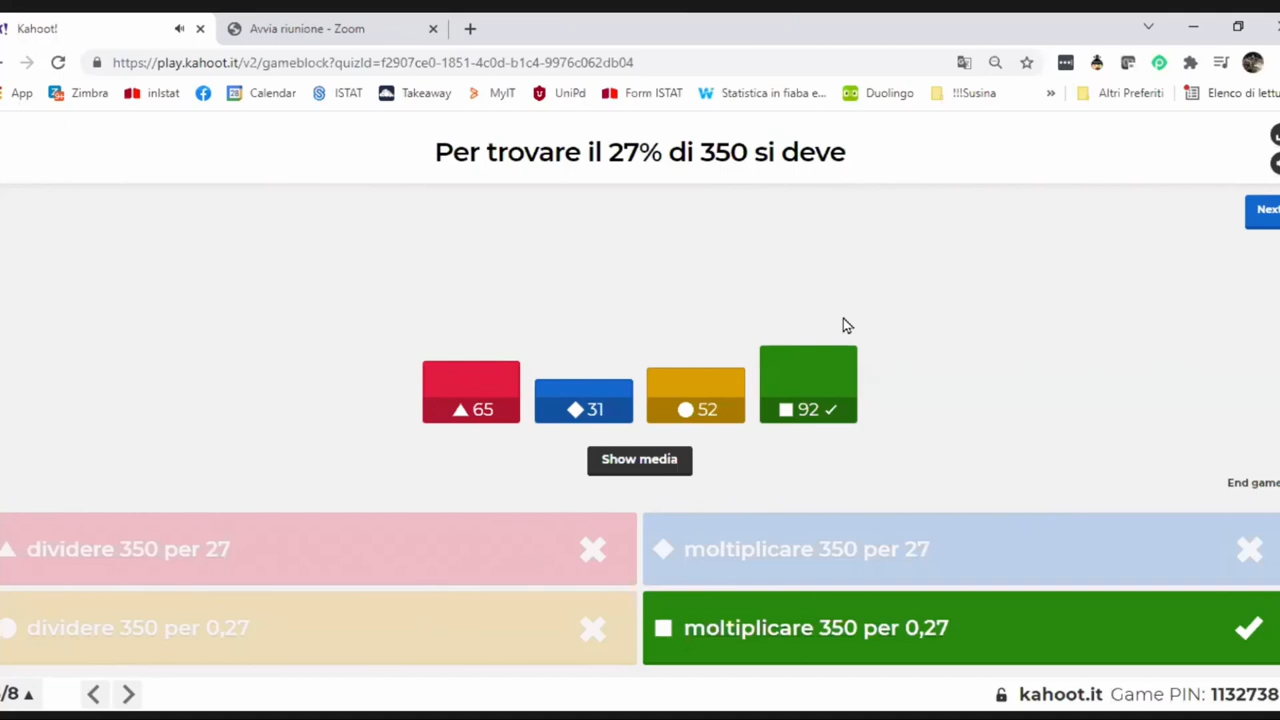 Kahoot!
Avvia riunione - Zoom
https://play.kahoot.it/v2/gameblock?quizId=f2907ce0-1851-4c0d-b1c4-9976c062db04
App Zimbra inIstat Calendar ISTAT Takeaway MyIT UniPd Form ISTAT Statistica in fiaba e... Duolingo !!!Susina » Altri Preferiti Elenco di lettu
Per trovare il 27% di 350 si deve
Next
65 31 52 92
Show media
End game
dividere 350 per 27
moltiplicare 350 per 27
dividere 350 per 0,27
moltiplicare 350 per 0,27
/8
kahoot.it Game PIN: 1132738